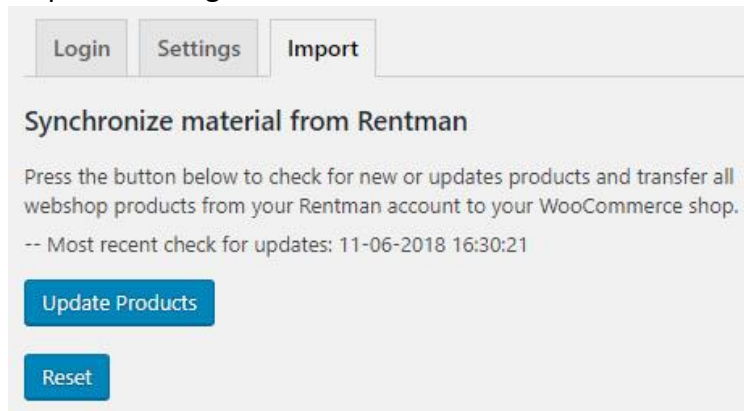 Login Settings Import
Synchronize material from Rentman
Press the button below to check for new or updates products and transfer all
webshop products from your Rentman account to your WooCommerce shop.
-- Most recent check for updates: 11-06-2018 16:30:21
Update Products
Reset